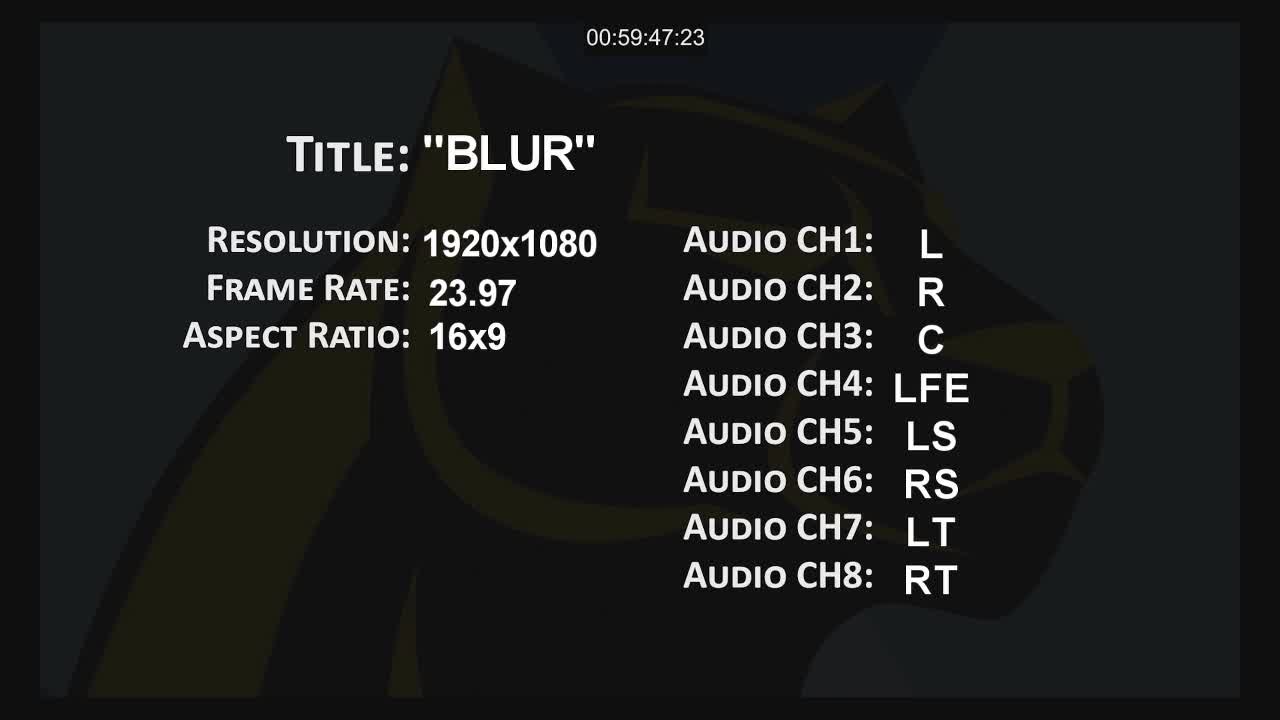 00:59:47:23
Title: "BLUR"
Resolution: 1920x1080
Frame Rate: 23.97
Aspect Ratio: 16x9
Audio CH1: L
Audio CH2: R
Audio CH3: C
Audio CH4: LFE
Audio CH5: LS
Audio CH6: RS
Audio CH7: LT
Audio CH8: RT